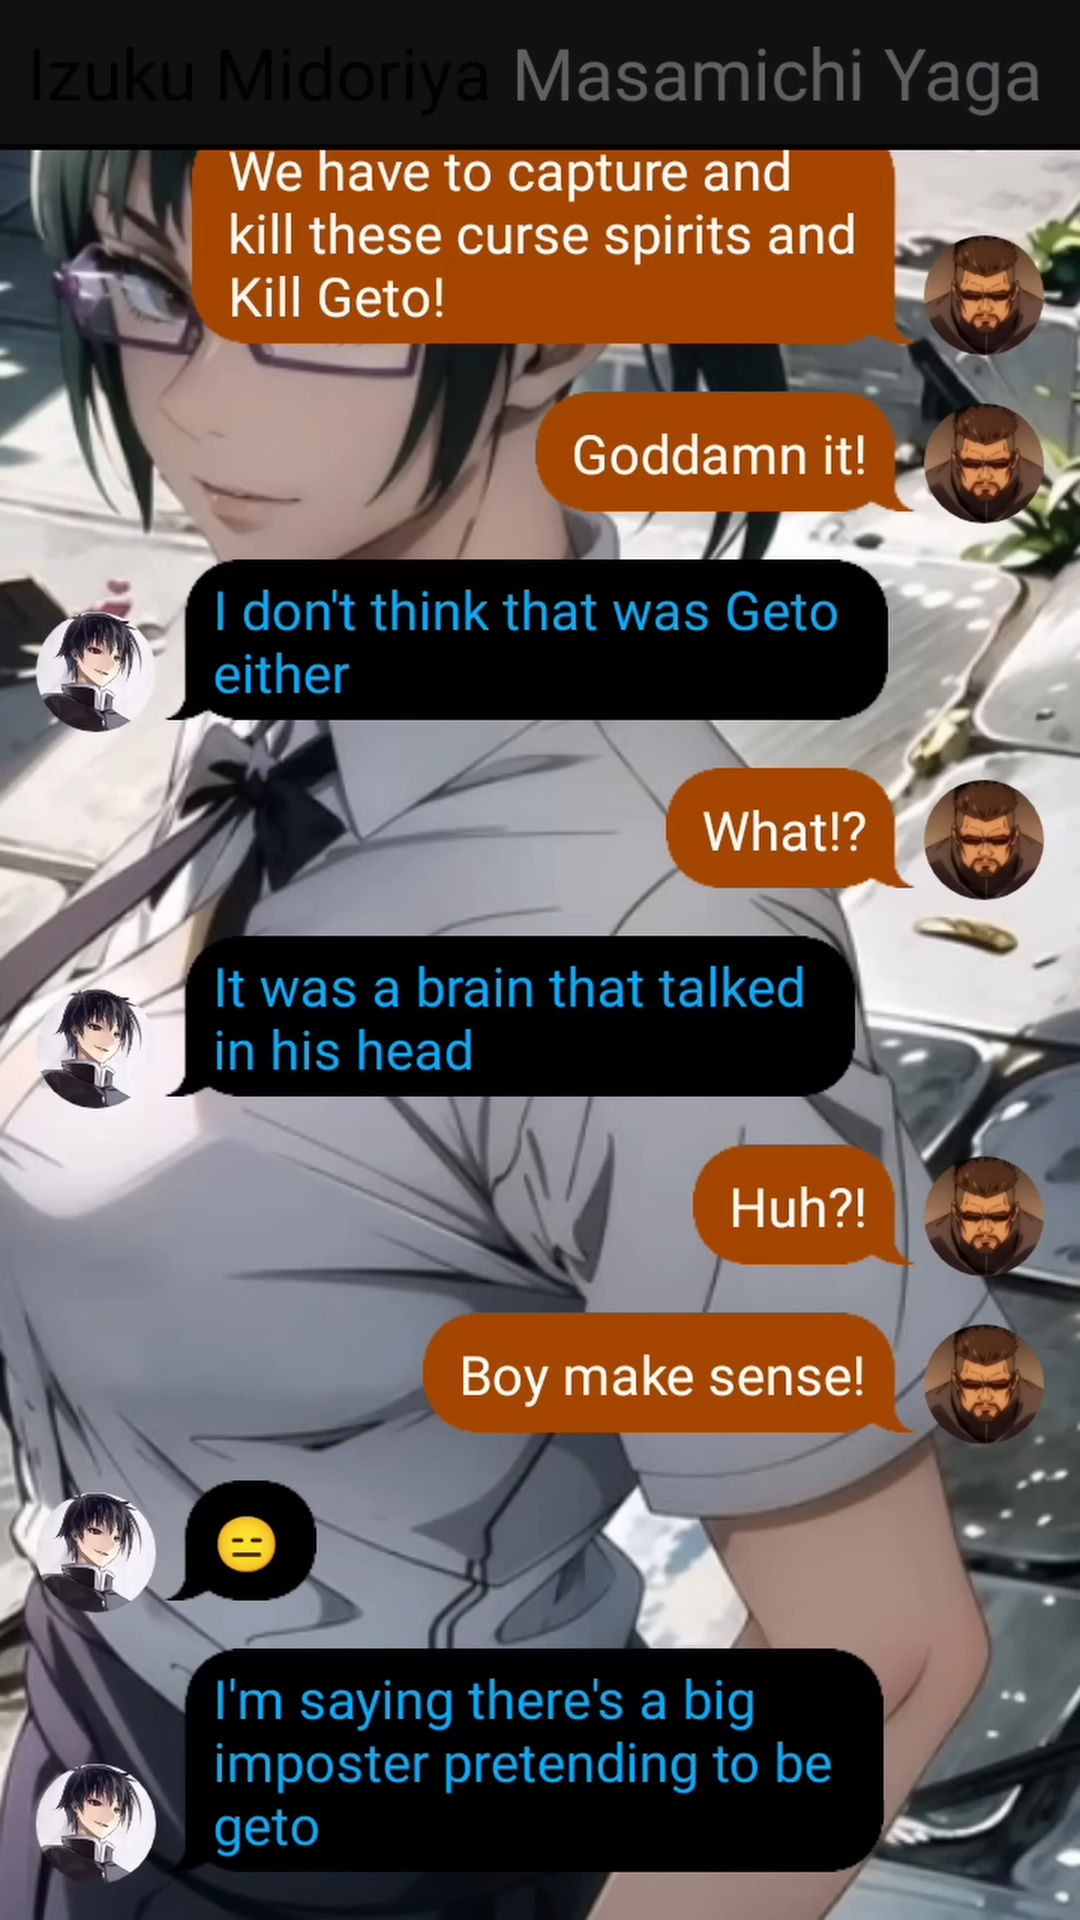 Izuku Midoriya Masamichi Yaga
We have to capture and
kill these curse spirits and
Kill Geto!
Goddamn it!
I don't think that was Geto
either
What!?
It was a brain that talked
in his head
Huh?!
Boy make sense!
😑
I'm saying there's a big
imposter pretending to be
geto